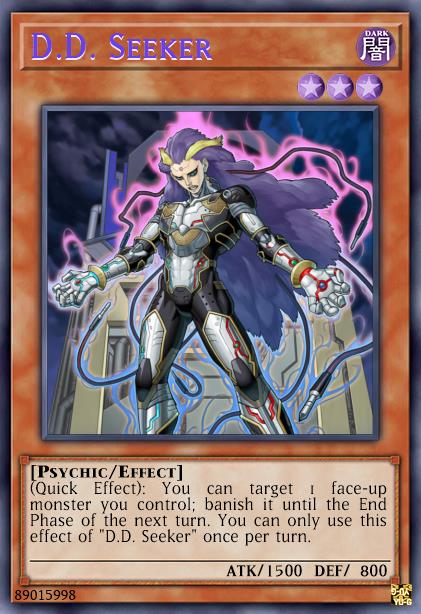 D.D. Seeker
DARK
闇
[Psychic/Effect]
(Quick Effect): You can target 1 face-up
monster you control; banish it until the End
Phase of the next turn. You can only use this
effect of "D.D. Seeker" once per turn.
ATK/1500 DEF/ 800
89015998